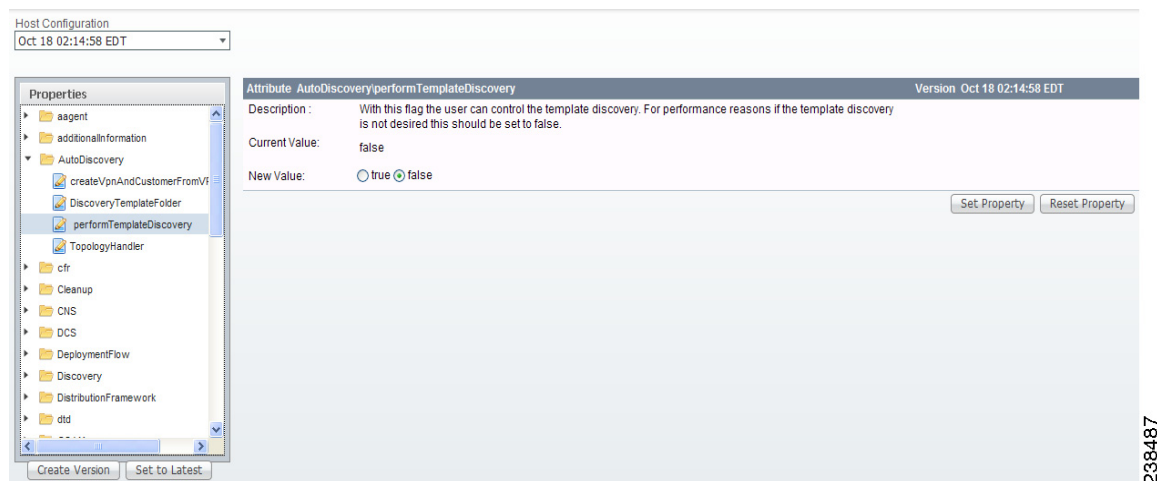 Host Configuration
Oct 18 02:14:58 EDT
Properties
aagent
additionalInformation
AutoDiscovery
createVpnAndCustomerFromVF
DiscoveryTemplateFolder
performTemplateDiscovery
TopologyHandler
cfr
Cleanup
CNS
DCS
DeploymentFlow
Discovery
DistributionFramework
dtd
Create Version Set to Latest
Attribute AutoDiscovery\performTemplateDiscovery Version Oct 18 02:14:58 EDT
Description : With this flag the user can control the template discovery. For performance reasons if the template discovery
is not desired this should be set to false.
Current Value: false
New Value: true false
Set Property Reset Property
238487